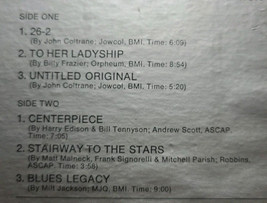 SIDE ONE
1. 26-2
(By John Coltrane; Jowcol, BMI. Time: 6:09)
2. TO HER LADYSHIP
(By Billy Frazier; Orpheum, BMI. Time: 8:54)
3. UNTITLED ORIGINAL
(By John Coltrane; Jowcol, BMI. Time: 5:20)
SIDE TWO
1. CENTERPIECE
(By Harry Edison & Bill Tennyson; Andrew Scott, ASCAP.
Time: 7:05)
2. STAIRWAY TO THE STARS
(By Matt Malneck, Frank Signorelli & Mitchell Parish; Robbins,
ASCAP. Time: 3:56)
3. BLUES LEGACY
(By Milt Jackson; MJQ, BMI. Time: 9:00)